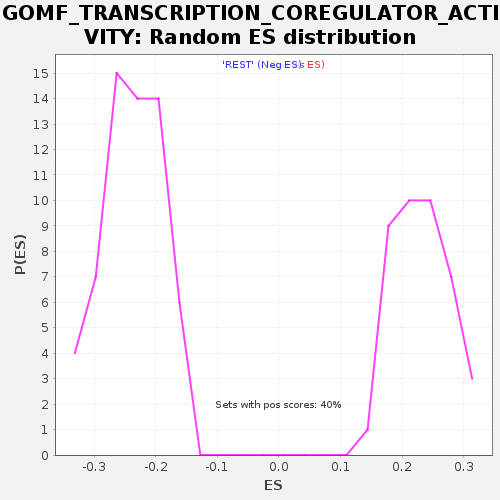 GOMF_TRANSCRIPTION_COREGULATOR_ACTI
VITY: Random ES distribution
'REST' (Neg ES): ES)
15
14
13
12
11
10
9
8
7
6
5
4
3
2
1
0
P(ES)
Sets with pos scores: 40%
-0.3 -0.2 -0.1 0.0 0.1 0.2 0.3
ES